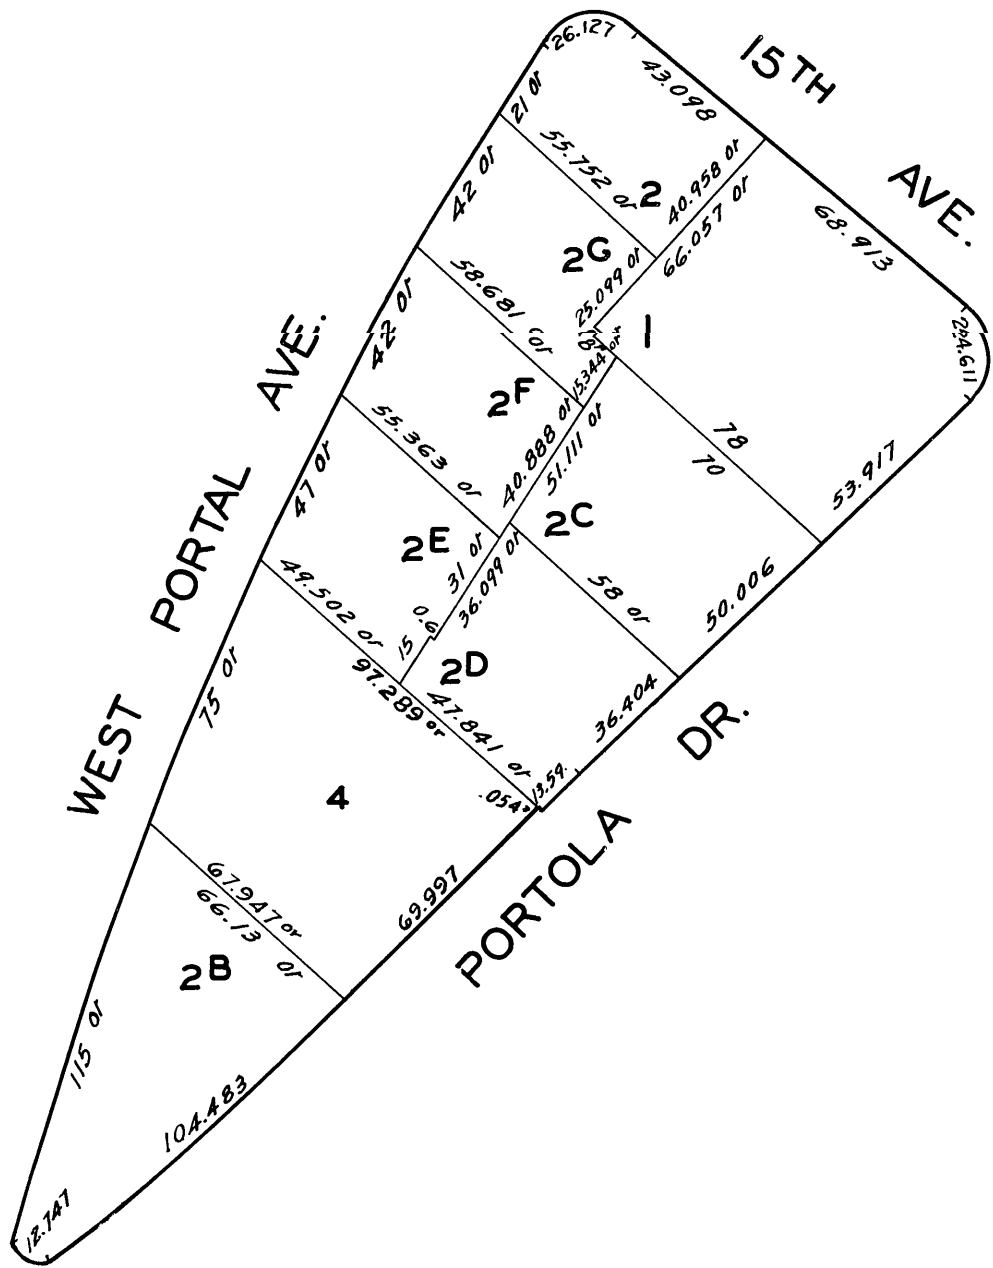 26.127
15TH AVE.
43.098
21 or
55.752 or
2
40.958 or
66.057 or
68.913
42 or
2G
25.099 or
58.681 or
1
15.344 or
42 or
2F
40.888 or
51.111 or
78
70
53.917
55.363 or
47 or
2E
2C
31 or
36.099 or
58 or
50.006
49.502 or
0.6
15
2D
97.289 or
47.841 or
36.404
13.59.
.054
75 or
4
69.997
67.947 or
66.13 or
2B
115 or
104.483
12.747
WEST PORTAL AVE.
PORTOLA DR.